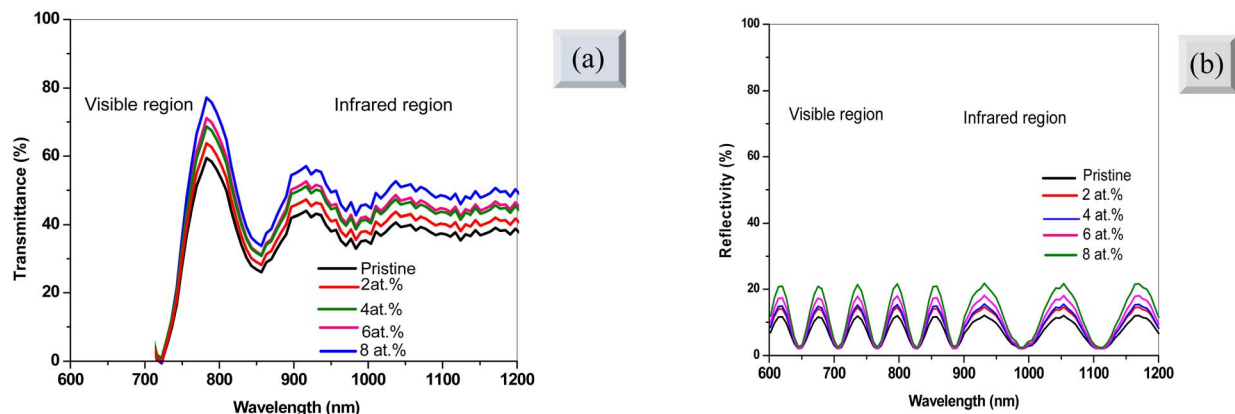 100
80
60
40
20
0
Transmittance (%)
Visible region
Infrared region
Pristine
2at.%
4at.%
6at.%
8 at.%
600 700 800 900 1000 1100 1200
Wavelength (nm)
(a)
100
80
60
40
20
0
Reflectivity (%)
Visible region
Infrared region
Pristine
2 at.%
4 at.%
6 at.%
8 at.%
600 700 800 900 1000 1100 1200
Wavelength (nm)
(b)